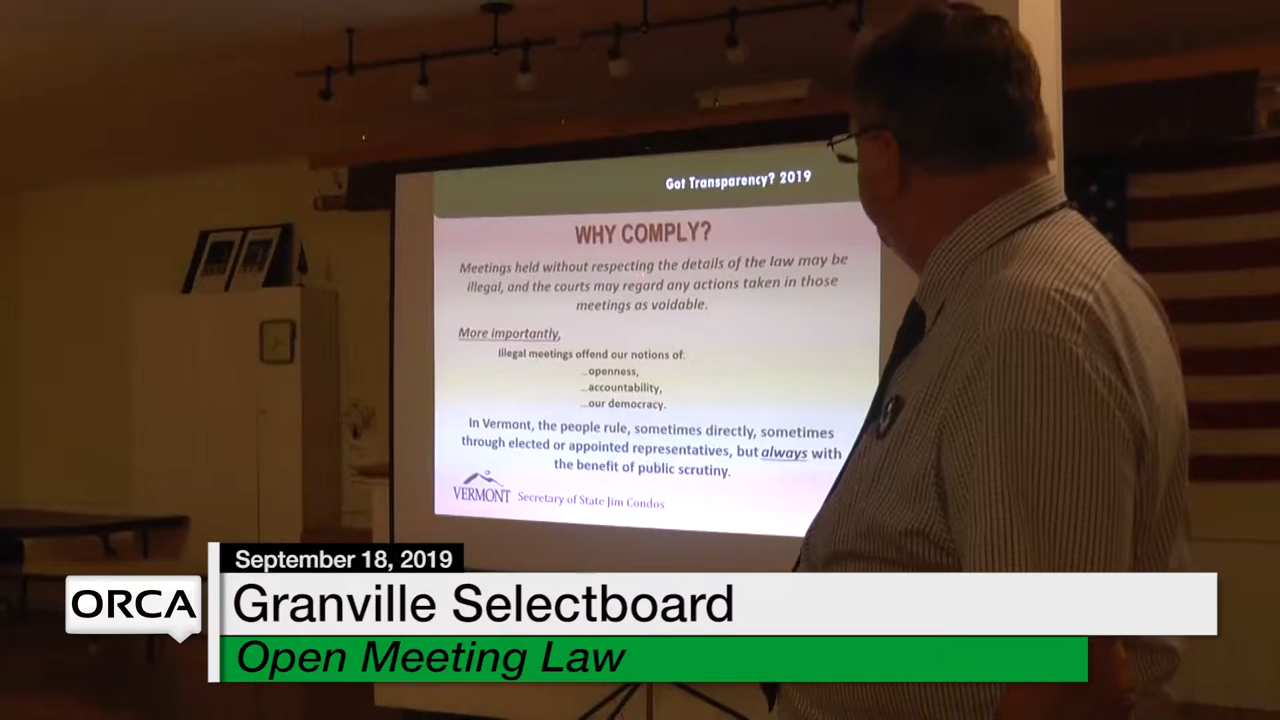 Got Transparency? 2019
WHY COMPLY?
Meetings held without respecting the details of the law may be
illegal, and the courts may regard any actions taken in those
meetings as voidable.
More importantly,
Illegal meetings offend our notions of:
...openness,
...accountability,
...our democracy.
In Vermont, the people rule, sometimes directly, sometimes
through elected or appointed representatives, but always with
the benefit of public scrutiny.
VERMONT Secretary of State Jim Condos
September 18, 2019
ORCA
Granville Selectboard
Open Meeting Law